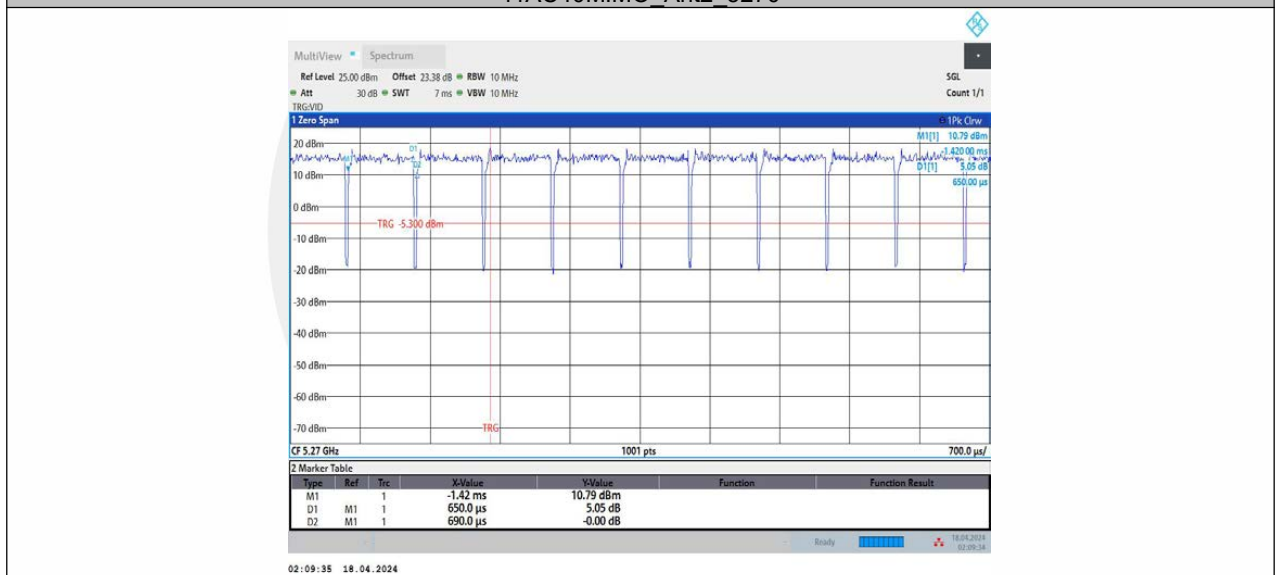 MultiView Spectrum
Ref Level 25.00 dBm Offset 23.38 dB RBW 10 MHz SGL
Att 30 dB SWT 7 ms VBW 10 MHz Count 1/1
TRG:VID
1 Zero Span 1Pk Clrw
M1[1] 10.79 dBm
-1.420 00 ms
D1[1] 5.05 dB
650.00 µs
20 dBm
M1
D1
D2
10 dBm
0 dBm
TRG -5.300 dBm
-10 dBm
-20 dBm
-30 dBm
-40 dBm
-50 dBm
-60 dBm
-70 dBm
TRG
CF 5.27 GHz 1001 pts 700.0 µs/
2 Marker Table
Type Ref Trc X-Value Y-Value Function Function Result
M1 1 -1.42 ms 10.79 dBm
D1 M1 1 650.0 µs 5.05 dB
D2 M1 1 690.0 µs -0.00 dB
Ready 18.04.2024
02:09:34
02:09:35 18.04.2024